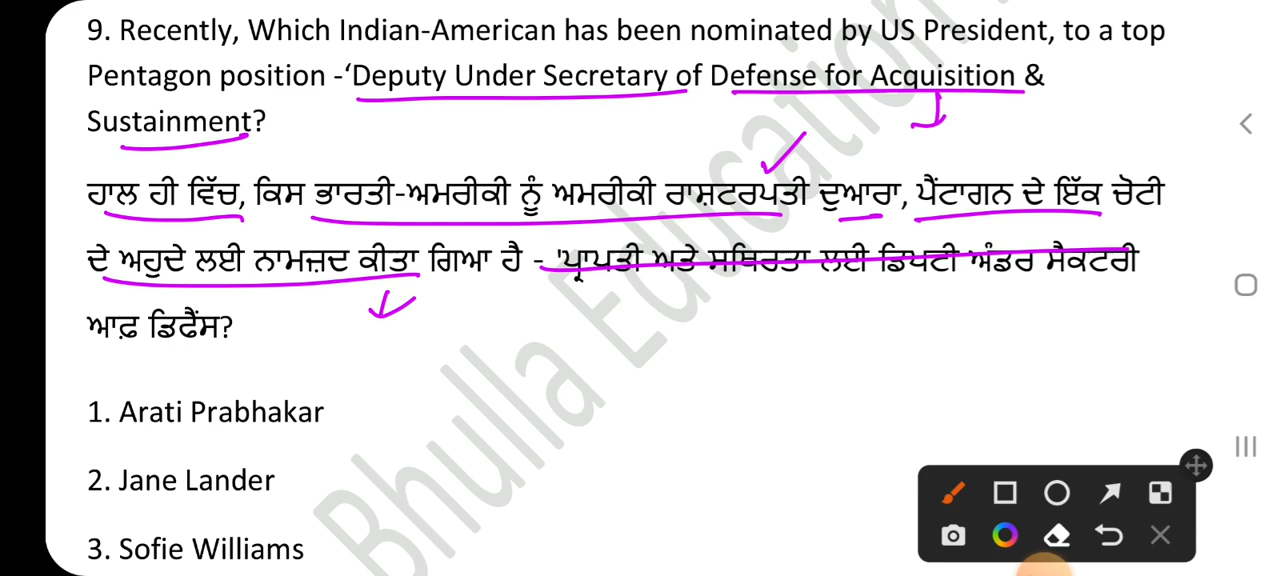 9. Recently, Which Indian-American has been nominated by US President, to a top
Pentagon position -‘Deputy Under Secretary of Defense for Acquisition &
Sustainment?
ਹਾਲ ਹੀ ਵਿੱਚ, ਕਿਸ ਭਾਰਤੀ-ਅਮਰੀਕੀ ਨੂੰ ਅਮਰੀਕੀ ਰਾਸ਼ਟਰਪਤੀ ਦੁਆਰਾ, ਪੈਂਟਾਗਨ ਦੇ ਇੱਕ ਚੋਟੀ
ਦੇ ਅਹੁਦੇ ਲਈ ਨਾਮਜ਼ਦ ਕੀਤਾ ਗਿਆ ਹੈ - 'ਪ੍ਰਾਪਤੀ ਅਤੇ ਸਥਿਰਤਾ ਲਈ ਡਿਪਟੀ ਅੰਡਰ ਸੈਕਟਰੀ
ਆਫ਼ ਡਿਫੈਂਸ?
1. Arati Prabhakar
2. Jane Lander
3. Sofie Williams
Bhulla Education